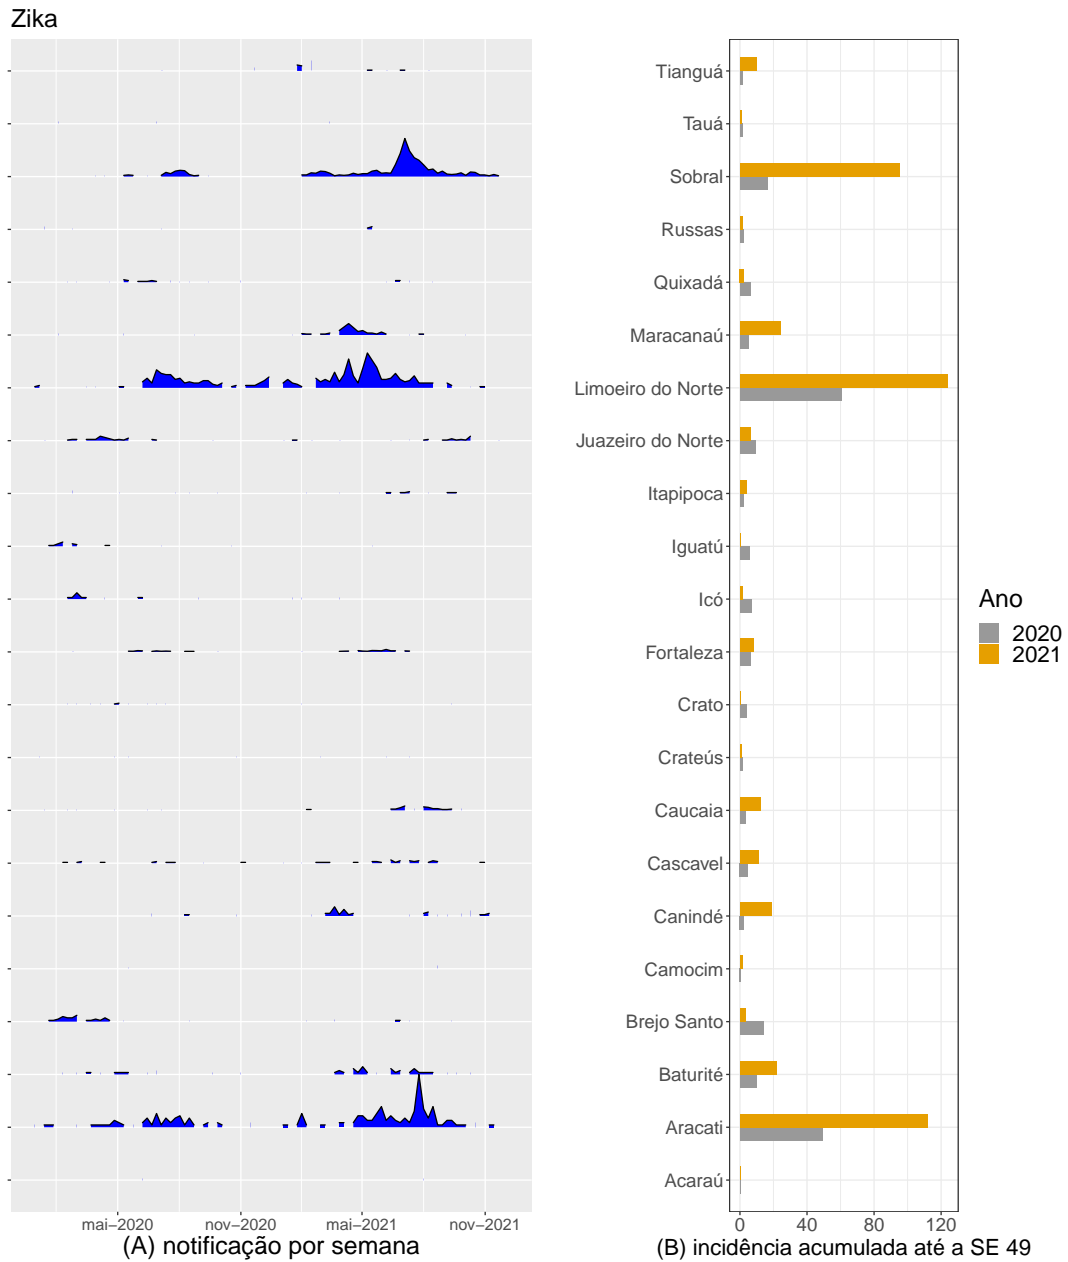 Zika
Tianguá
Tauá
Sobral
Russas
Quixadá
Maracanaú
Limoeiro do Norte
Juazeiro do Norte
Itapipoca
Iguatú
Icó
Fortaleza
Crato
Crateús
Caucaia
Cascavel
Canindé
Camocim
Brejo Santo
Baturité
Aracati
Acaraú
Ano
2020
2021
mai–2020 nov–2020 mai–2021 nov–2021
(A) notificação por semana
0 40 80 120
(B) incidência acumulada até a SE 49